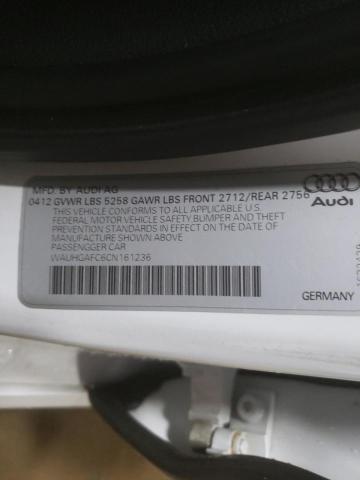 MFD. BY AUDI AG
0412 GVWR LBS 5258 GAWR LBS FRONT 2712/REAR 2756
THIS VEHICLE CONFORMS TO ALL APPLICABLE U.S.
FEDERAL MOTOR VEHICLE SAFETY,BUMPER AND THEFT
PREVENTION STANDARDS IN EFFECT ON THE DATE OF
MANUFACTURE SHOWN ABOVE
PASSENGGER CAR
WAUHGAFC6CN161236
Audi
GERMANY